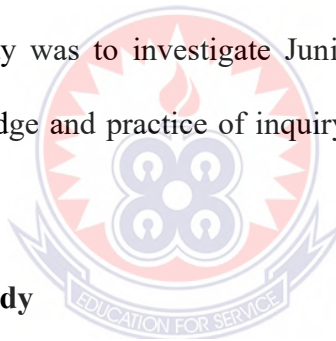 y was to investigate Juni
dge and practice of inquiry
dy
EDUCATION FOR SERVICE